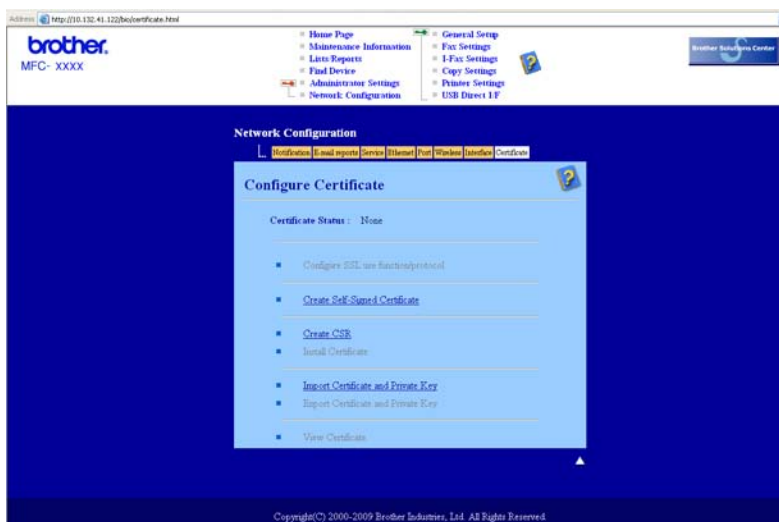 Address http://10.132.41.122/bio/certificate.html
brother.
MFC- XXXX
Home Page
Maintenance Information
Lists/Reports
Find Device
Administrator Settings
Network Configuration
General Setup
Fax Settings
I-Fax Settings
Copy Settings
Printer Settings
USB Direct I/F
Brother Solutions Center
Network Configuration
Notification E-mail reports Service Ethernet Port Wireless Interface Certificate
Configure Certificate
Certificate Status : None
Configure SSL use function/protocol
Create Self-Signed Certificate
Create CSR
Install Certificate
Import Certificate and Private Key
Export Certificate and Private Key
View Certificate
Copyright(C) 2000-2009 Brother Industries, Ltd. All Rights Reserved.